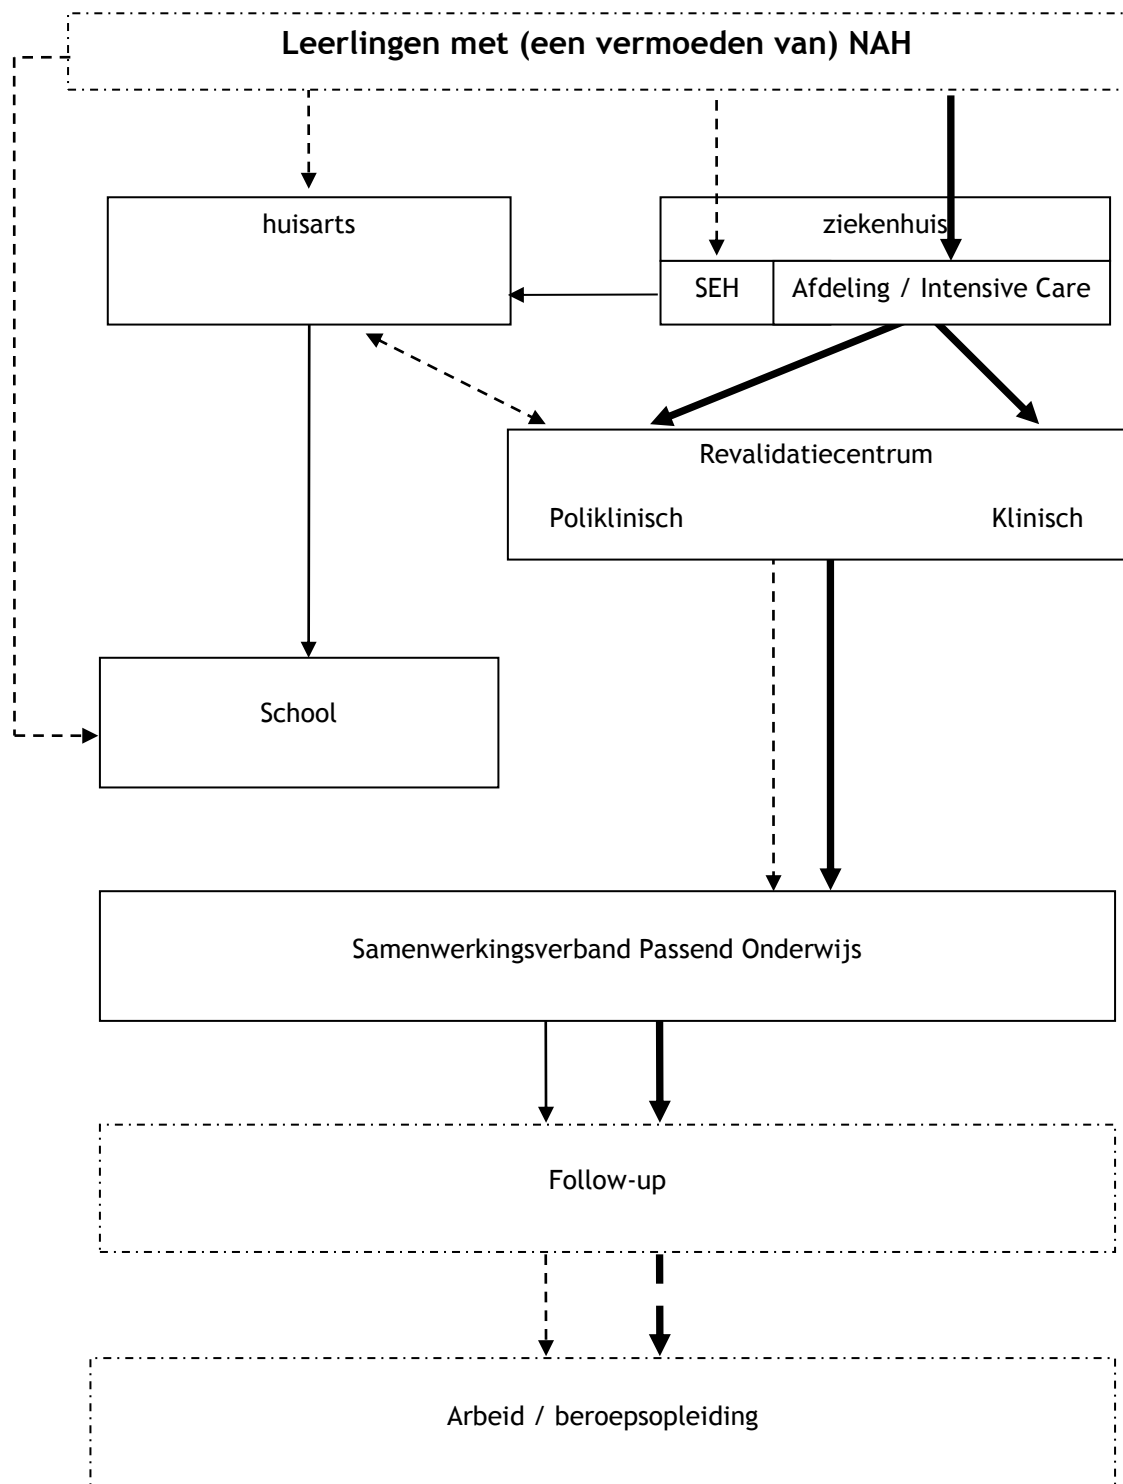 Leerlingen met (een vermoeden van) NAH
huisarts
ziekenhuis
SEH
Afdeling / Intensive Care
Revalidatiecentrum
Poliklinisch
Klinisch
School
Samenwerkingsverband Passend Onderwijs
Follow-up
Arbeid / beroepsopleiding